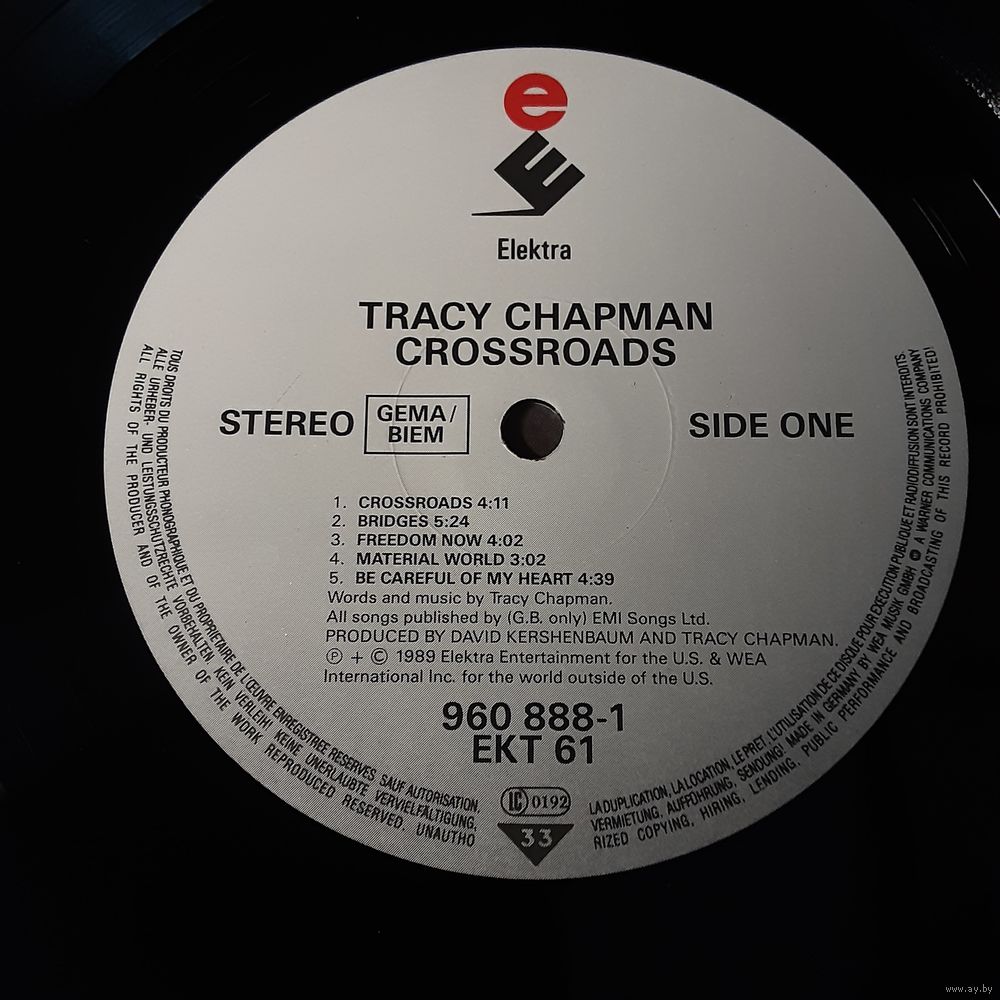 e
E
Elektra
TRACY CHAPMAN
CROSSROADS
STEREO
GEMA/
BIEM
SIDE ONE
1. CROSSROADS 4:11
2. BRIDGES 5:24
3. FREEDOM NOW 4:02
4. MATERIAL WORLD 3:02
5. BE CAREFUL OF MY HEART 4:39
Words and music by Tracy Chapman.
All songs published by (G.B. only) EMI Songs Ltd.
PRODUCED BY DAVID KERSHENBAUM AND TRACY CHAPMAN.
Ⓟ + © 1989 Elektra Entertainment for the U.S. & WEA
International Inc. for the world outside of the U.S.
960 888-1
EKT 61
LC 0192
33
TOUS DROITS DU PRODUCTEUR PHONOGRAPHIQUE ET DU PROPRIETAIRE DE L'ŒUVRE ENREGISTREE RESERVES. SAUF AUTORISATION,
LA DUPLICATION, LA LOCATION, LE PRET, L'UTILISATION DE CE DISQUE POUR EXECUTION PUBLIQUE ET RADIODIFFUSION SONT INTERDITS.
ALLE URHEBER- UND LEISTUNGSSCHUTZRECHTE VORBEHALTEN. KEIN VERLEIH! KEINE UNERLAUBTE VERVIELFÄLTIGUNG,
VERMIETUNG, AUFFÜHRUNG, SENDUNG! MADE IN GERMANY BY WEA MUSIK GMBH A WARNER COMMUNICATIONS COMPANY
ALL RIGHTS OF THE PRODUCER AND OF THE OWNER OF THE WORK REPRODUCED RESERVED. UNAUTHO
RIZED COPYING, HIRING, LENDING, PUBLIC PERFORMANCE AND BROADCASTING OF THIS RECORD PROHIBITED!
www.ay.by